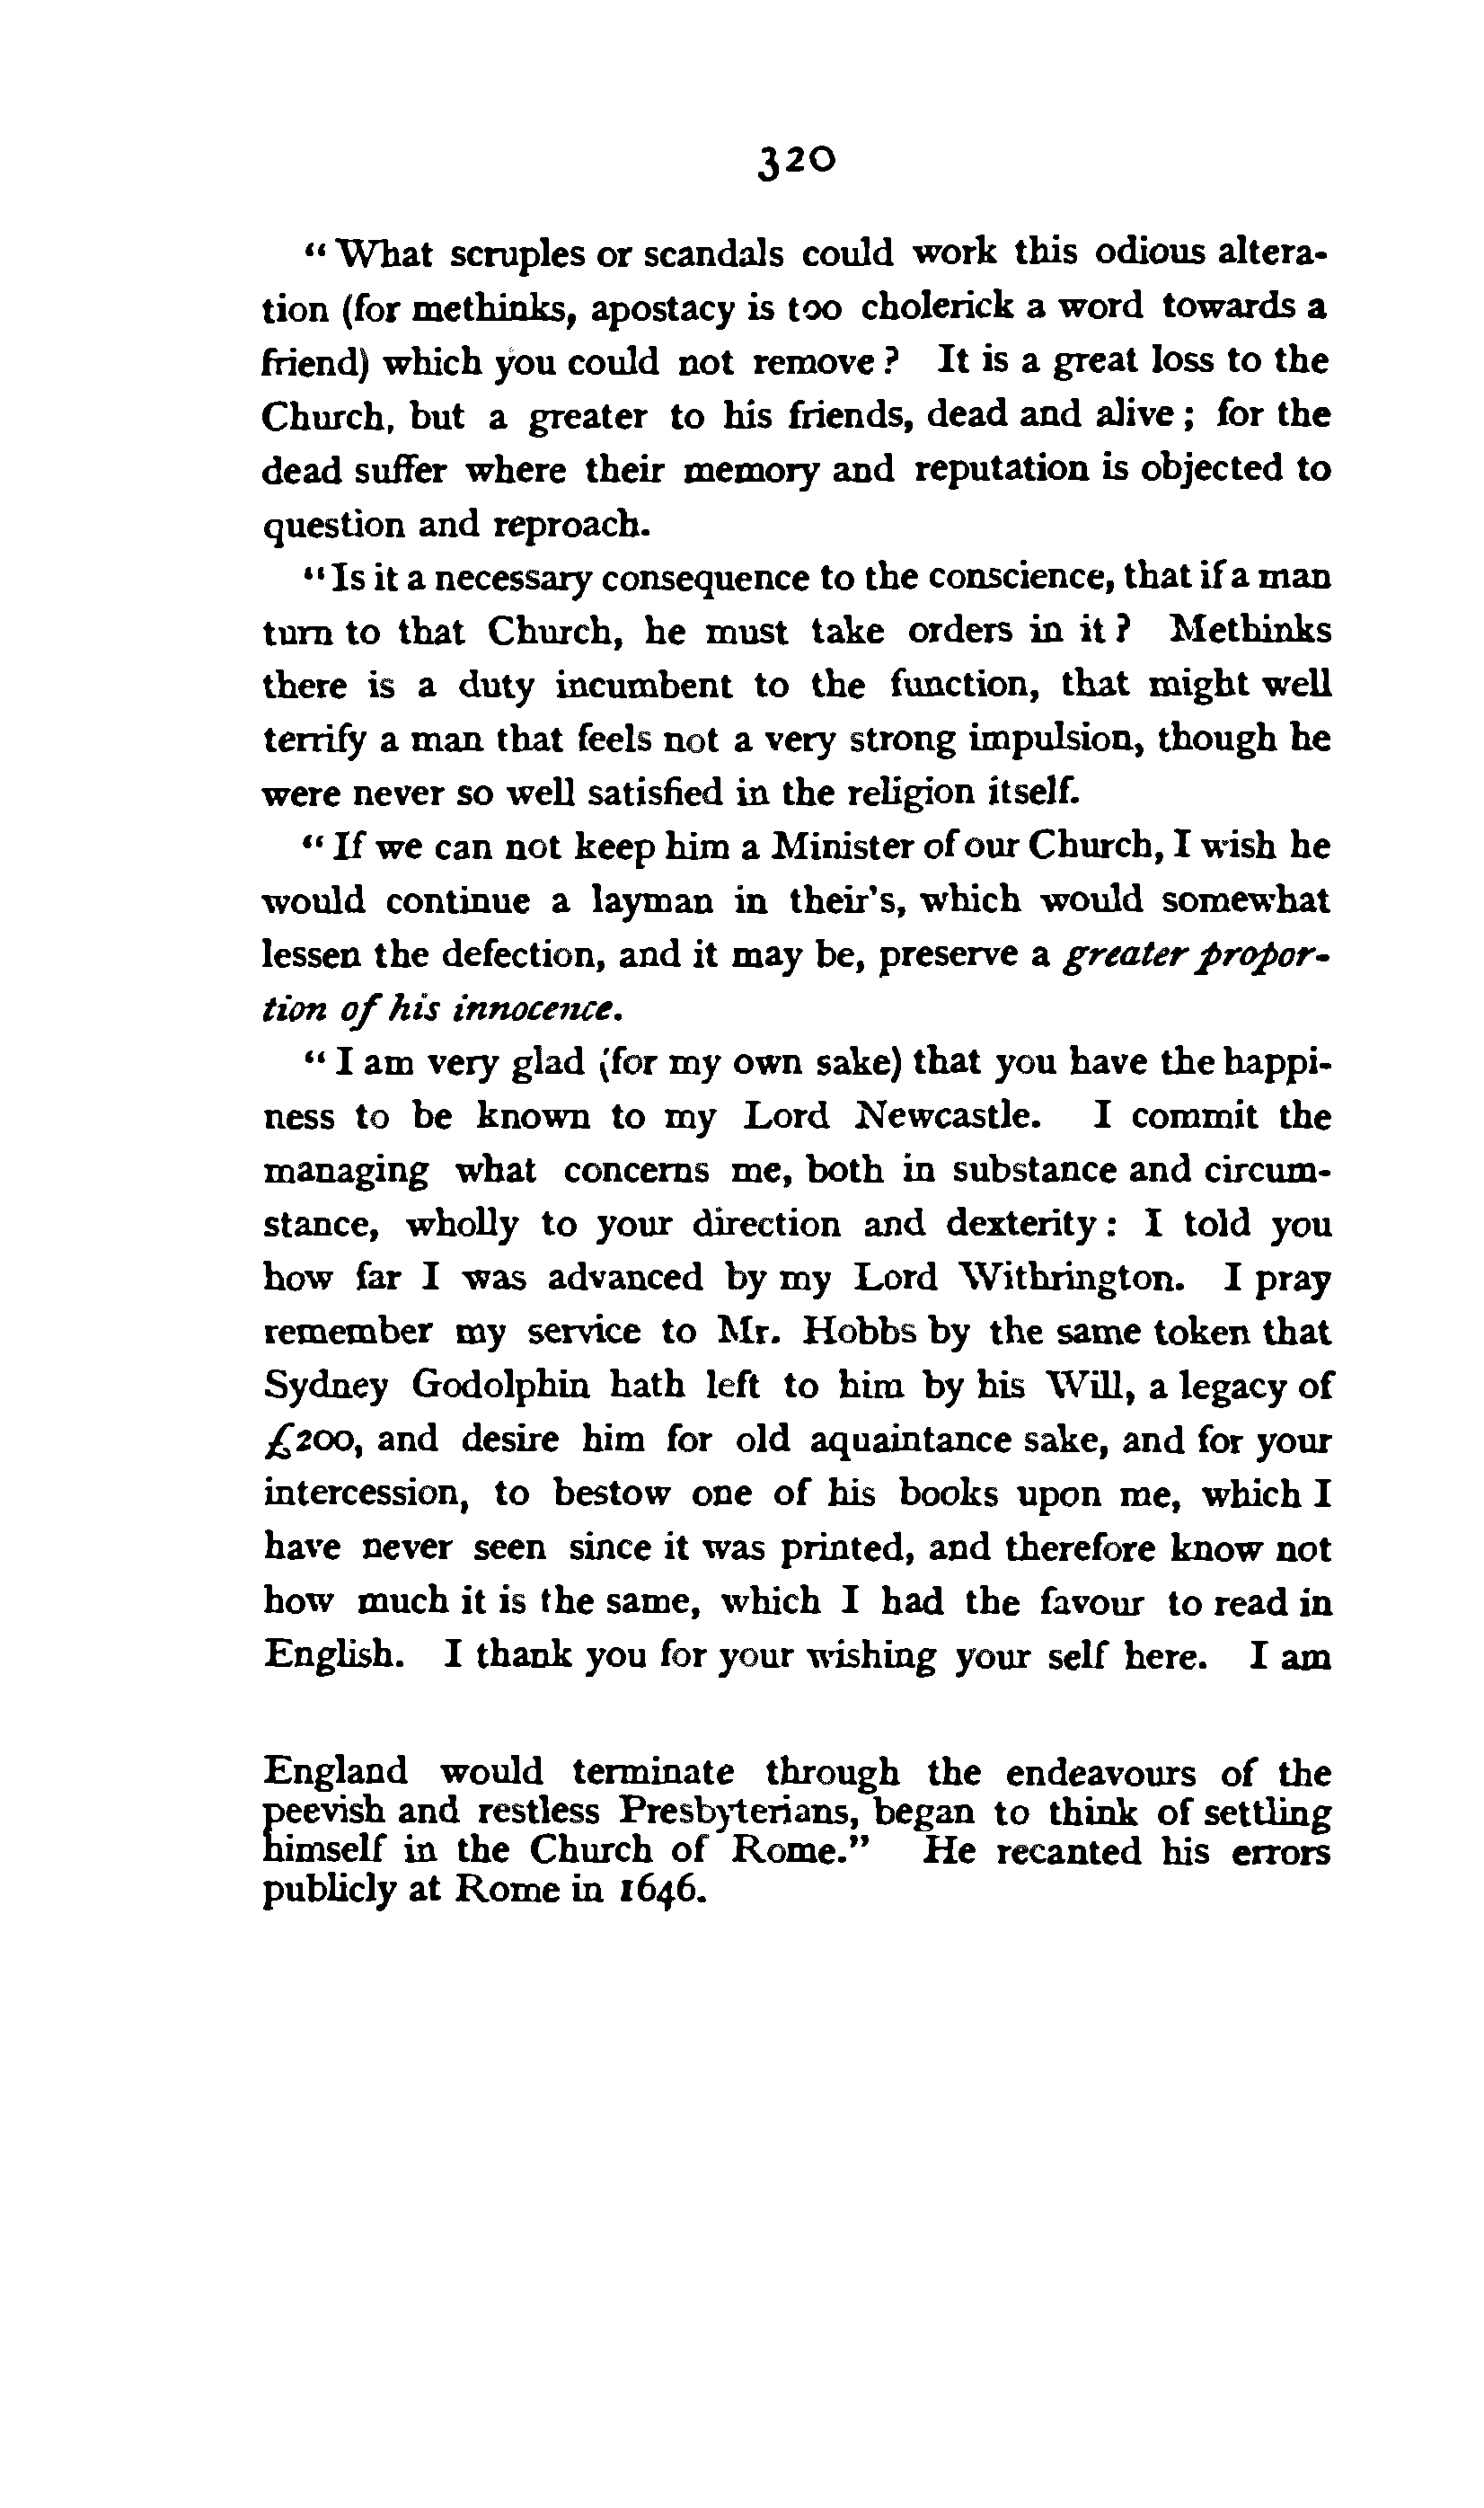 320
“ What scruples or scandals could work this odious altera-
tion (for methinks, apostacy is too cholerick a word towards a
friend) which you could not remove ? It is a great loss to the
Church, but a greater to his friends, dead and alive ; for the
dead suffer where their memory and reputation is objected to
question and reproach.
“ Is it a necessary consequence to the conscience, that if a man
turn to that Church, he must take orders in it ? Methinks
there is a duty incumbent to the function, that might well
terrify a man that feels not a very strong impulsion, though he
were never so well satisfied in the religion itself.
“ If we can not keep him a Minister of our Church, I wish he
would continue a layman in their's, which would somewhat
lessen the defection, and it may be, preserve a greater propor-
tion of his innocence.
“ I am very glad (for my own sake) that you have the happi-
ness to be known to my Lord Newcastle. I commit the
managing what concerns me, both in substance and circum-
stance, wholly to your direction and dexterity : I told you
how far I was advanced by my Lord Withrington. I pray
remember my service to Mr. Hobbs by the same token that
Sydney Godolphin hath left to him by his Will, a legacy of
£200, and desire him for old aquaintance sake, and for your
intercession, to bestow one of his books upon me, which I
have never seen since it was printed, and therefore know not
how much it is the same, which I had the favour to read in
English. I thank you for your wishing your self here. I am
England would terminate through the endeavours of the
peevish and restless Presbyterians, began to think of settling
himself in the Church of Rome.” He recanted his errors
publicly at Rome in 1646.